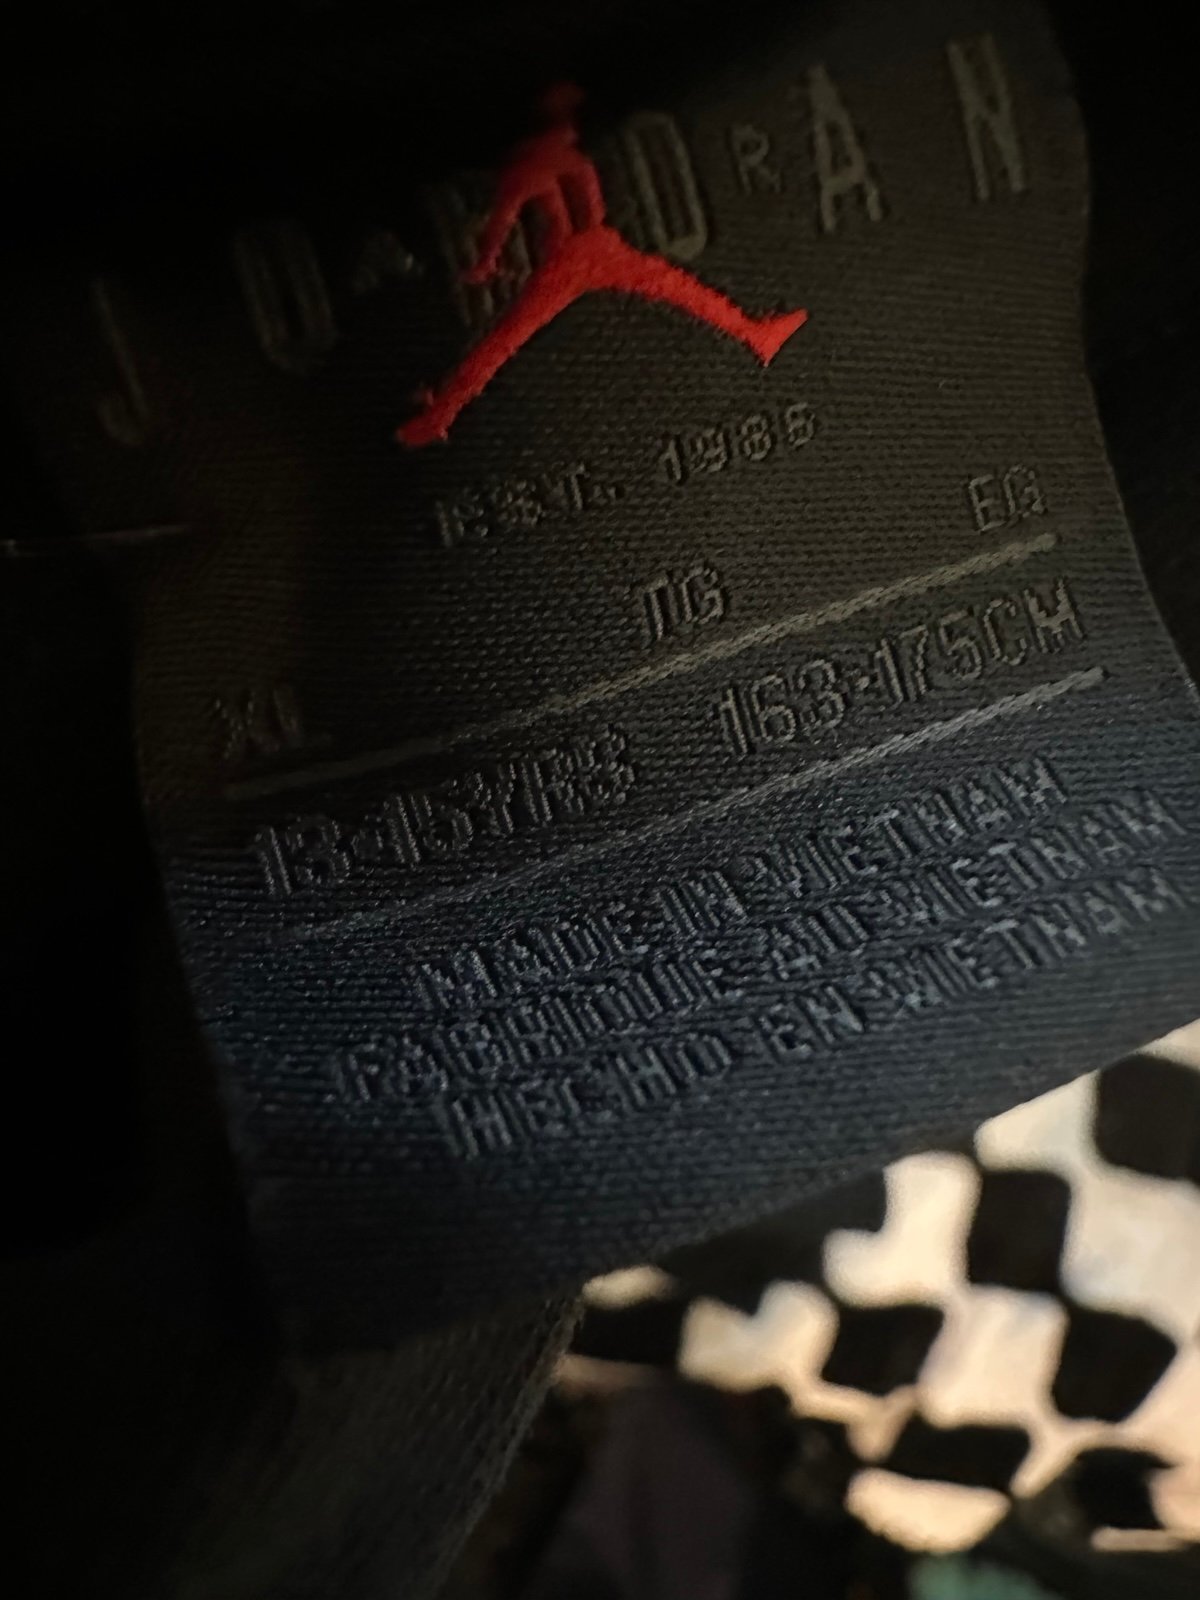 JORDAN
EST. 1985
XL TG EG
13-15YRS 163-175CM
MADE IN VIETNAM
FABRIQUE AU VIETNAM
HECHO EN VIETNAM